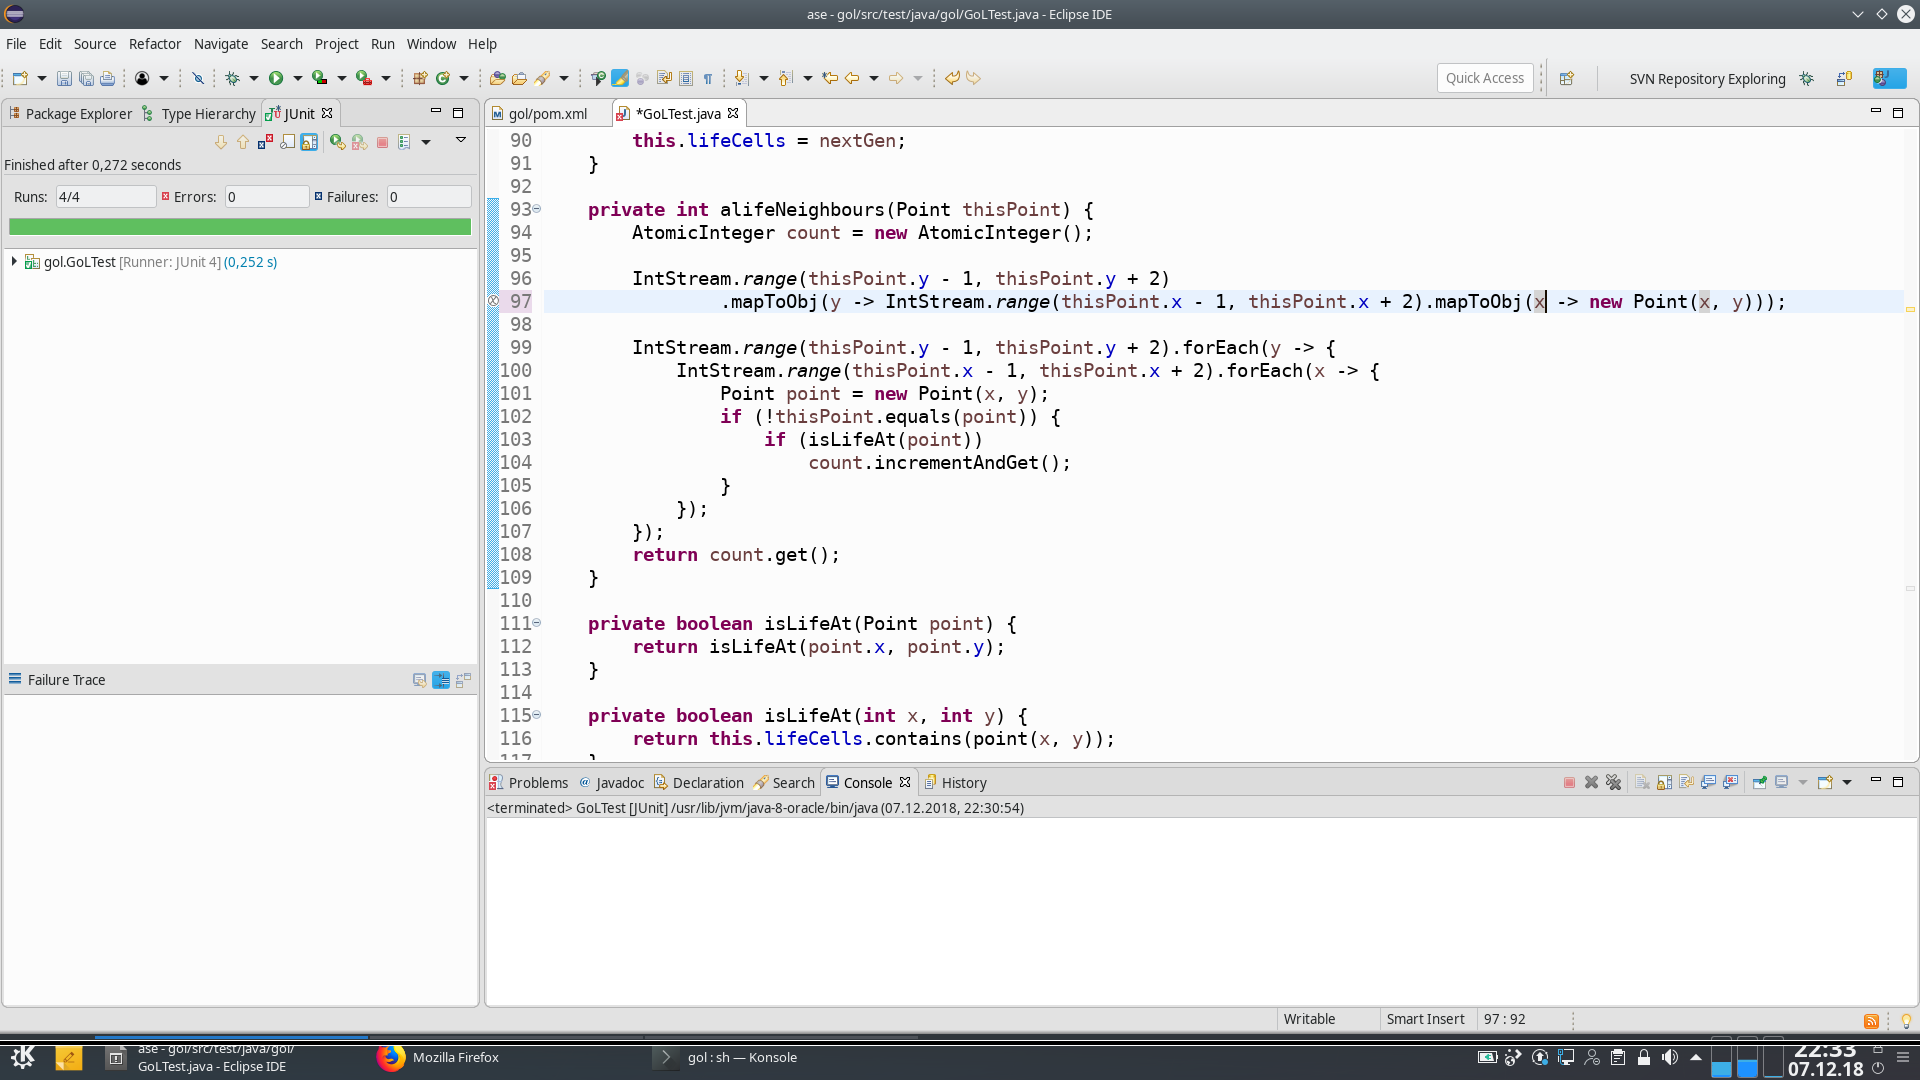 ase - gol/src/test/java/gol/GoLTest.java - Eclipse IDE
File Edit Source Refactor Navigate Search Project Run Window Help
Quick Access
SVN Repository Exploring
Package Explorer Type Hierarchy JUnit
Finished after 0,272 seconds
Runs: 4/4 Errors: 0 Failures: 0
gol.GoLTest [Runner: JUnit 4] (0,252 s)
Failure Trace
gol/pom.xml *GoLTest.java
90 this.lifeCells = nextGen;
91 }
92
93 private int alifeNeighbours(Point thisPoint) {
94 AtomicInteger count = new AtomicInteger();
95
96 IntStream.range(thisPoint.y - 1, thisPoint.y + 2)
97 .mapToObj(y -> IntStream.range(thisPoint.x - 1, thisPoint.x + 2).mapToObj(x -> new Point(x, y)));
98
99 IntStream.range(thisPoint.y - 1, thisPoint.y + 2).forEach(y -> {
100 IntStream.range(thisPoint.x - 1, thisPoint.x + 2).forEach(x -> {
101 Point point = new Point(x, y);
102 if (!thisPoint.equals(point)) {
103 if (isLifeAt(point))
104 count.incrementAndGet();
105 }
106 });
107 });
108 return count.get();
109 }
110
111 private boolean isLifeAt(Point point) {
112 return isLifeAt(point.x, point.y);
113 }
114
115 private boolean isLifeAt(int x, int y) {
116 return this.lifeCells.contains(point(x, y));
117 }
Problems Javadoc Declaration Search Console History
<terminated> GoLTest [JUnit] /usr/lib/jvm/java-8-oracle/bin/java (07.12.2018, 22:30:54)
Writable Smart Insert 97 : 92
ase - gol/src/test/java/gol/
GoLTest.java - Eclipse IDE
Mozilla Firefox
gol : sh — Konsole
22:33
07.12.18